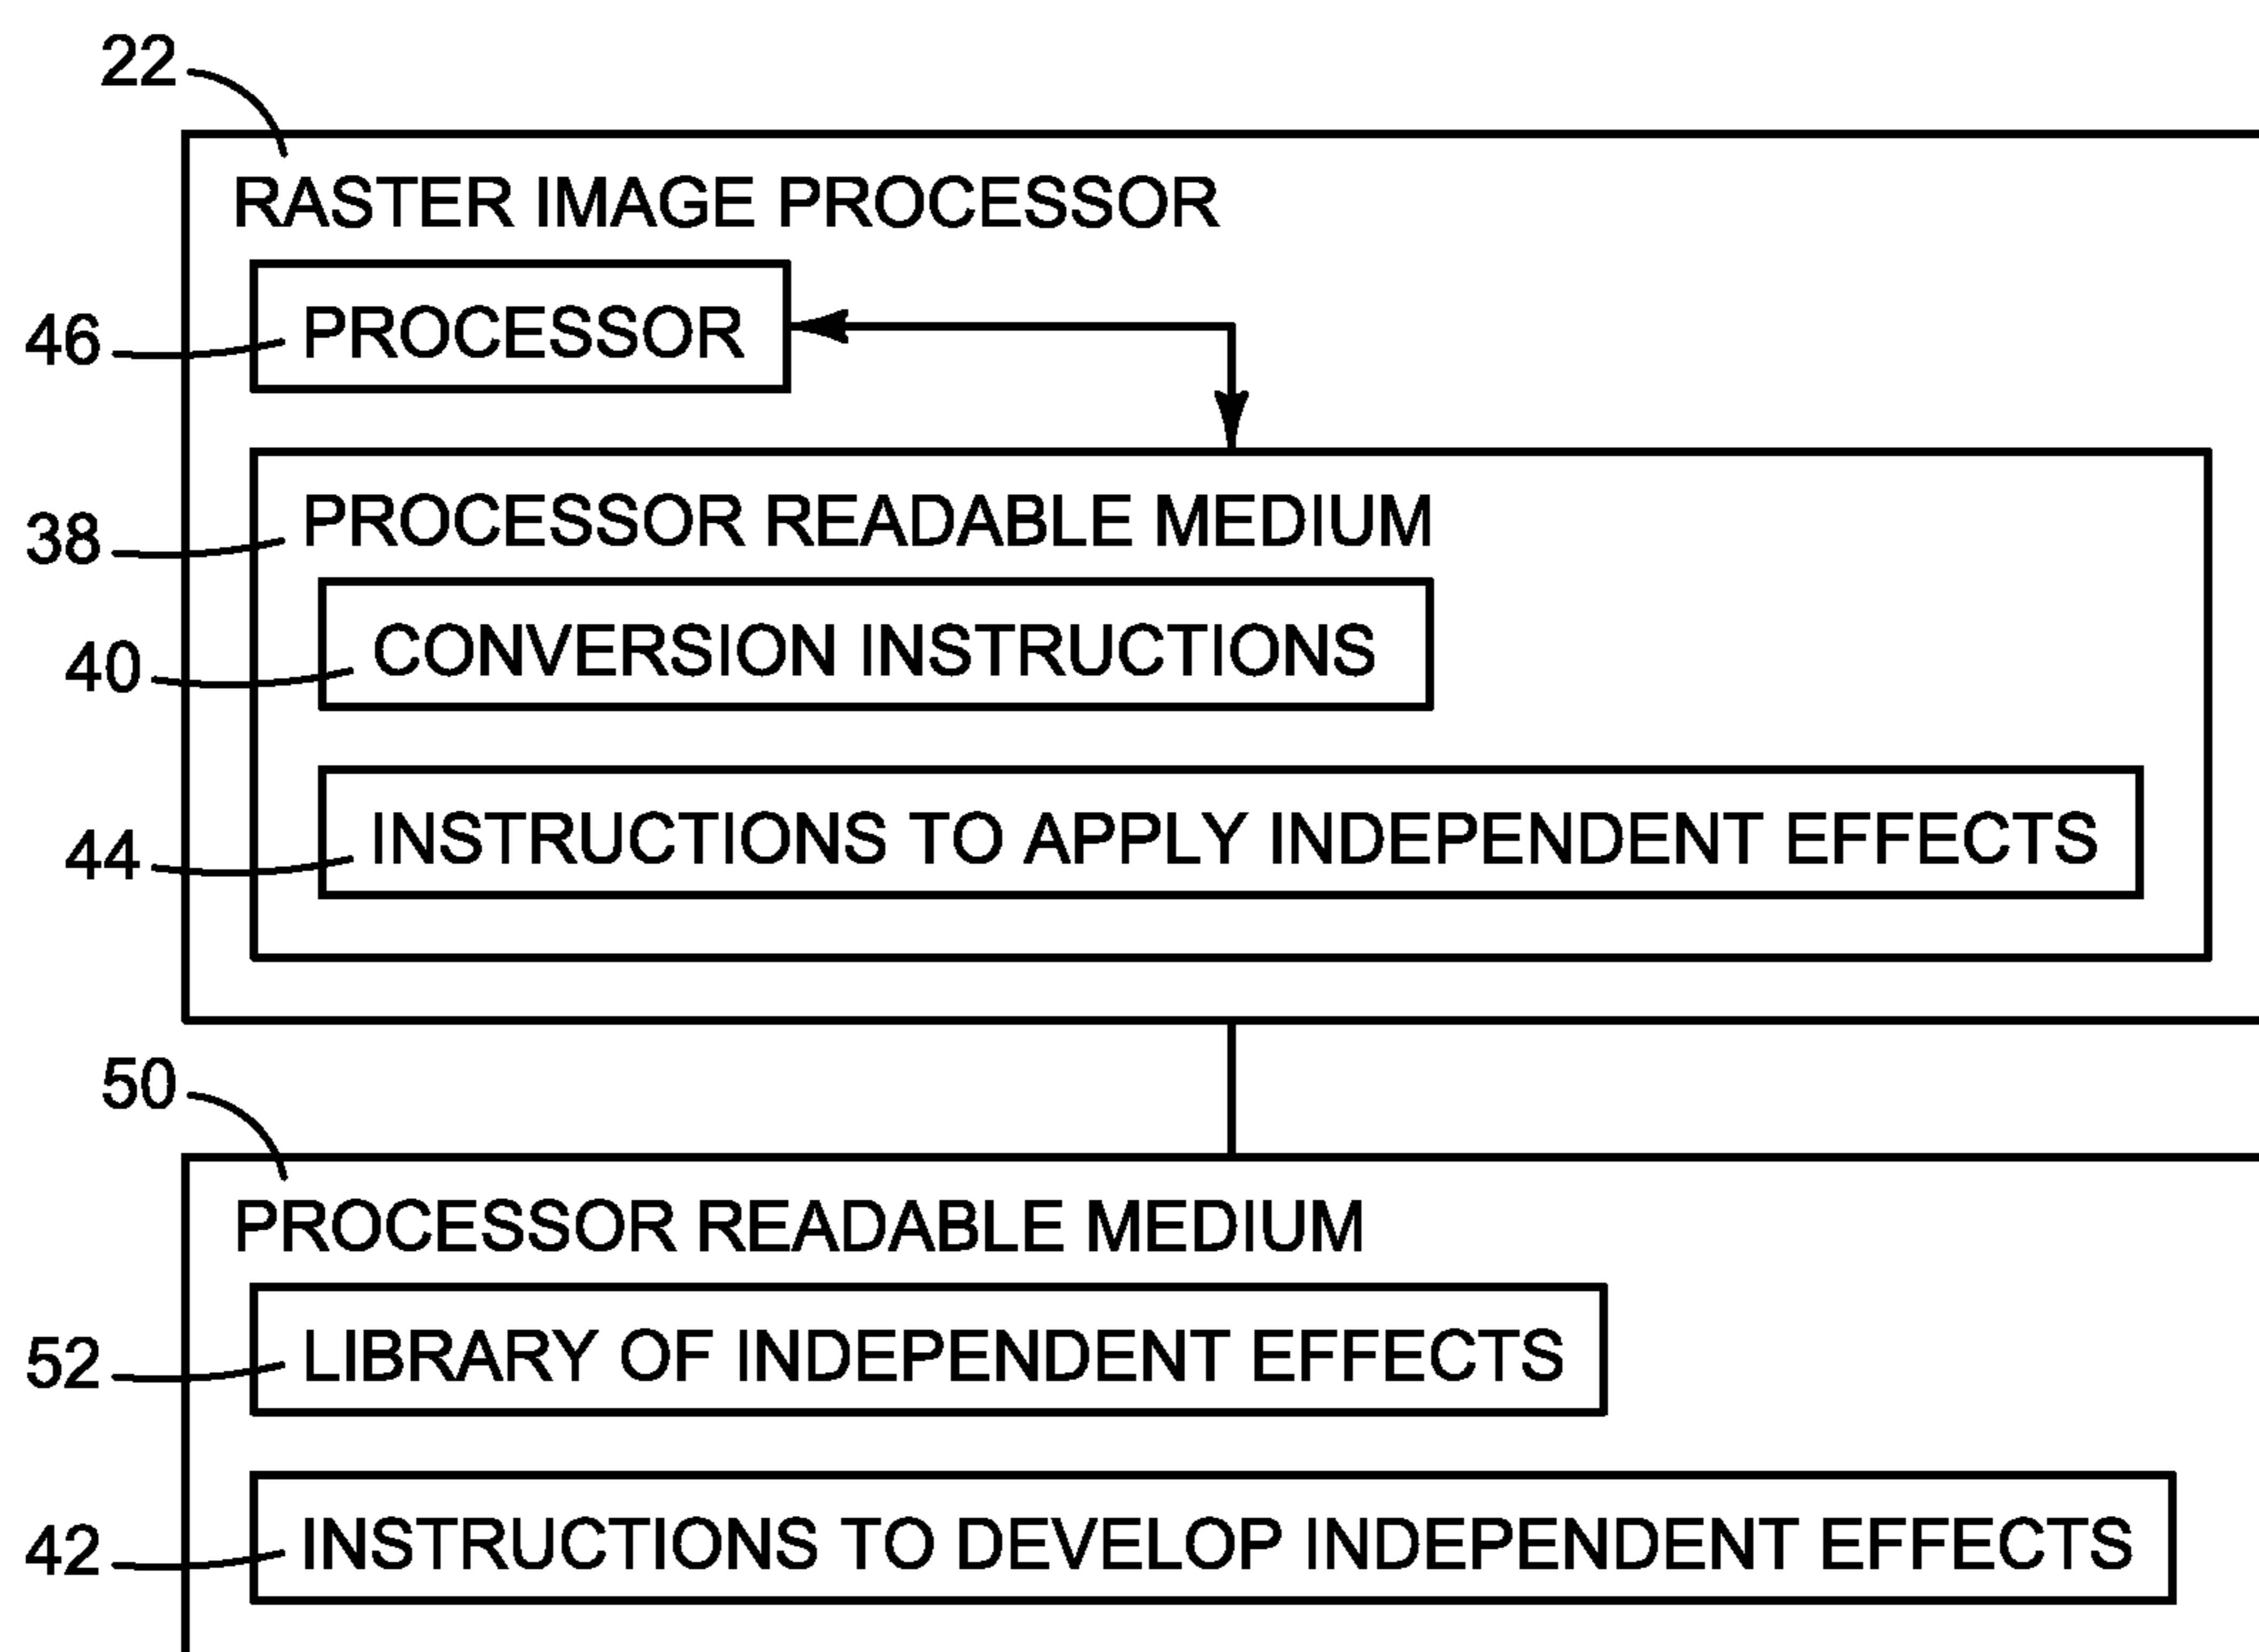 22
RASTER IMAGE PROCESSOR
46 PROCESSOR
38 PROCESSOR READABLE MEDIUM
40 CONVERSION INSTRUCTIONS
44 INSTRUCTIONS TO APPLY INDEPENDENT EFFECTS
50
PROCESSOR READABLE MEDIUM
52 LIBRARY OF INDEPENDENT EFFECTS
42 INSTRUCTIONS TO DEVELOP INDEPENDENT EFFECTS